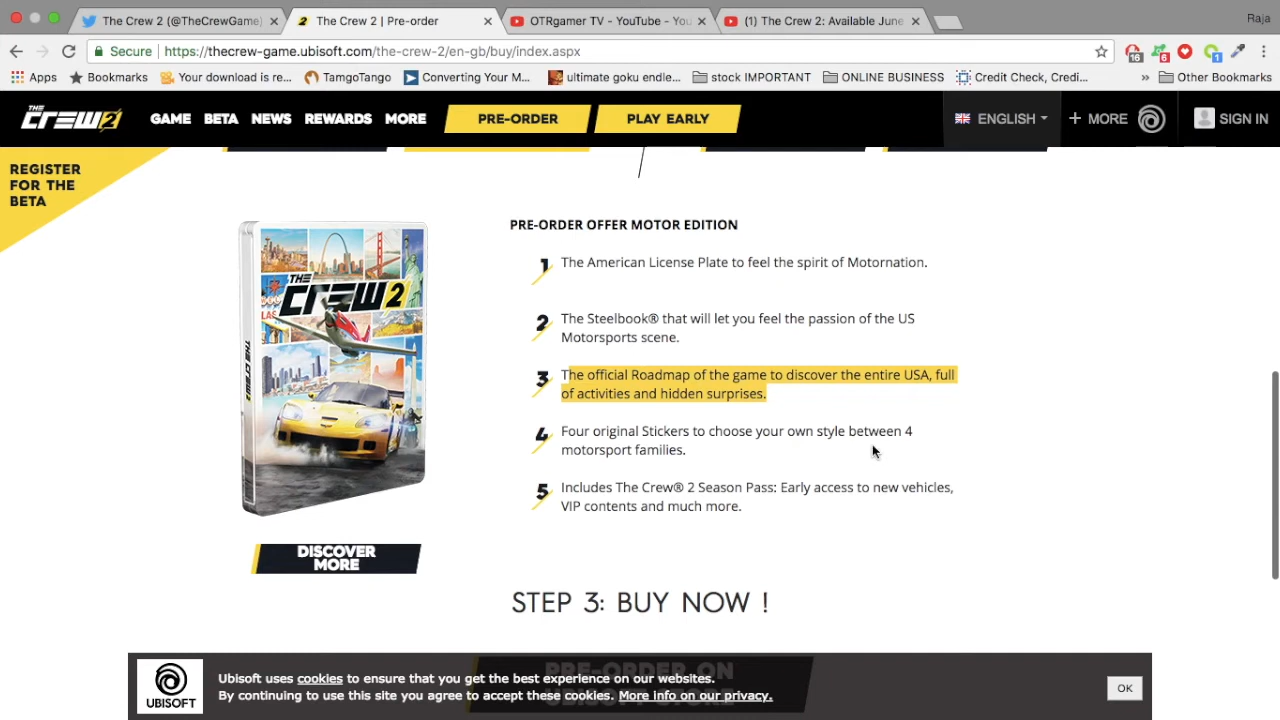 The Crew 2 (@TheCrewGame)
The Crew 2 | Pre-order
OTRgamer TV - YouTube - You
(1) The Crew 2: Available June
Raja
Secure
https://thecrew-game.ubisoft.com/the-crew-2/en-gb/buy/index.aspx
16
6
1
Apps
Bookmarks
Your download is re...
TamgoTango
Converting Your M...
ultimate goku endle...
stock IMPORTANT
ONLINE BUSINESS
Credit Check, Credi...
»
Other Bookmarks
THE CREW 2
GAME
BETA
NEWS
REWARDS
MORE
PRE-ORDER
PLAY EARLY
ENGLISH
+ MORE
SIGN IN
REGISTER
FOR THE
BETA
PRE-ORDER OFFER MOTOR EDITION
1 The American License Plate to feel the spirit of Motornation.
2 The Steelbook® that will let you feel the passion of the US
Motorsports scene.
3 The official Roadmap of the game to discover the entire USA, full
of activities and hidden surprises.
4 Four original Stickers to choose your own style between 4
motorsport families.
5 Includes The Crew® 2 Season Pass: Early access to new vehicles,
VIP contents and much more.
THE
CREW 2
DISCOVER
MORE
STEP 3: BUY NOW !
PRE-ORDER ON
UBISOFT STORE
UBISOFT
Ubisoft uses cookies to ensure that you get the best experience on our websites.
By continuing to use this site you agree to accept these cookies. More info on our privacy.
OK